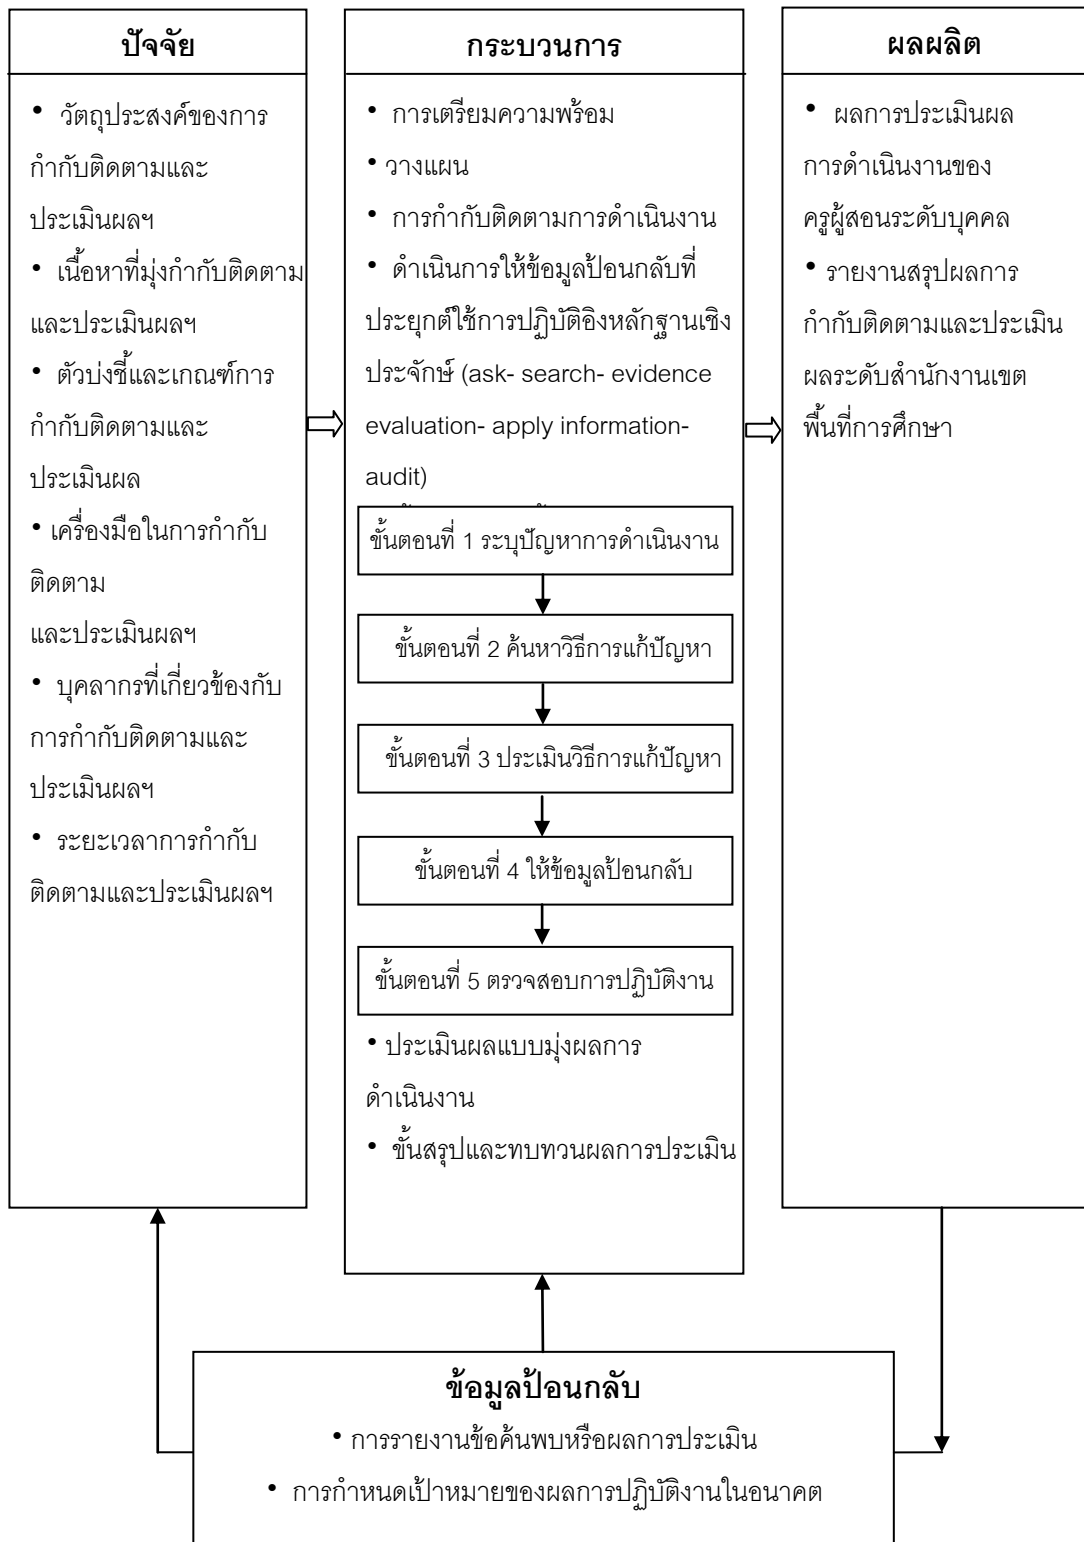 ปัจจัย
• วัตถุประสงค์ของการ
กำกับติดตามและ
ประเมินผลฯ
• เนื้อหาที่มุ่งกำกับติดตาม
และประเมินผลฯ
• ตัวบ่งชี้และเกณฑ์การ
กำกับติดตามและ
ประเมินผล
• เครื่องมือในการกำกับ
ติดตาม
และประเมินผลฯ
• บุคลากรที่เกี่ยวข้องกับ
การกำกับติดตามและ
ประเมินผลฯ
• ระยะเวลาการกำกับ
ติดตามและประเมินผลฯ
กระบวนการ
• การเตรียมความพร้อม
• วางแผน
• การกำกับติดตามการดำเนินงาน
• ดำเนินการให้ข้อมูลป้อนกลับที่
ประยุกต์ใช้การปฏิบัติอิงหลักฐานเชิง
ประจักษ์ (ask- search- evidence
evaluation- apply information-
audit)
ขั้นตอนที่ 1 ระบุปัญหาการดำเนินงาน
ขั้นตอนที่ 2 ค้นหาวิธีการแก้ปัญหา
ขั้นตอนที่ 3 ประเมินวิธีการแก้ปัญหา
ขั้นตอนที่ 4 ให้ข้อมูลป้อนกลับ
ขั้นตอนที่ 5 ตรวจสอบการปฏิบัติงาน
• ประเมินผลแบบมุ่งผลการ
ดำเนินงาน
• ขั้นสรุปและทบทวนผลการประเมิน
ผลผลิต
• ผลการประเมินผล
การดำเนินงานของ
ครูผู้สอนระดับบุคคล
• รายงานสรุปผลการ
กำกับติดตามและประเมิน
ผลระดับสำนักงานเขต
พื้นที่การศึกษา
ข้อมูลป้อนกลับ
• การรายงานข้อค้นพบหรือผลการประเมิน
• การกำหนดเป้าหมายของผลการปฏิบัติงานในอนาคต